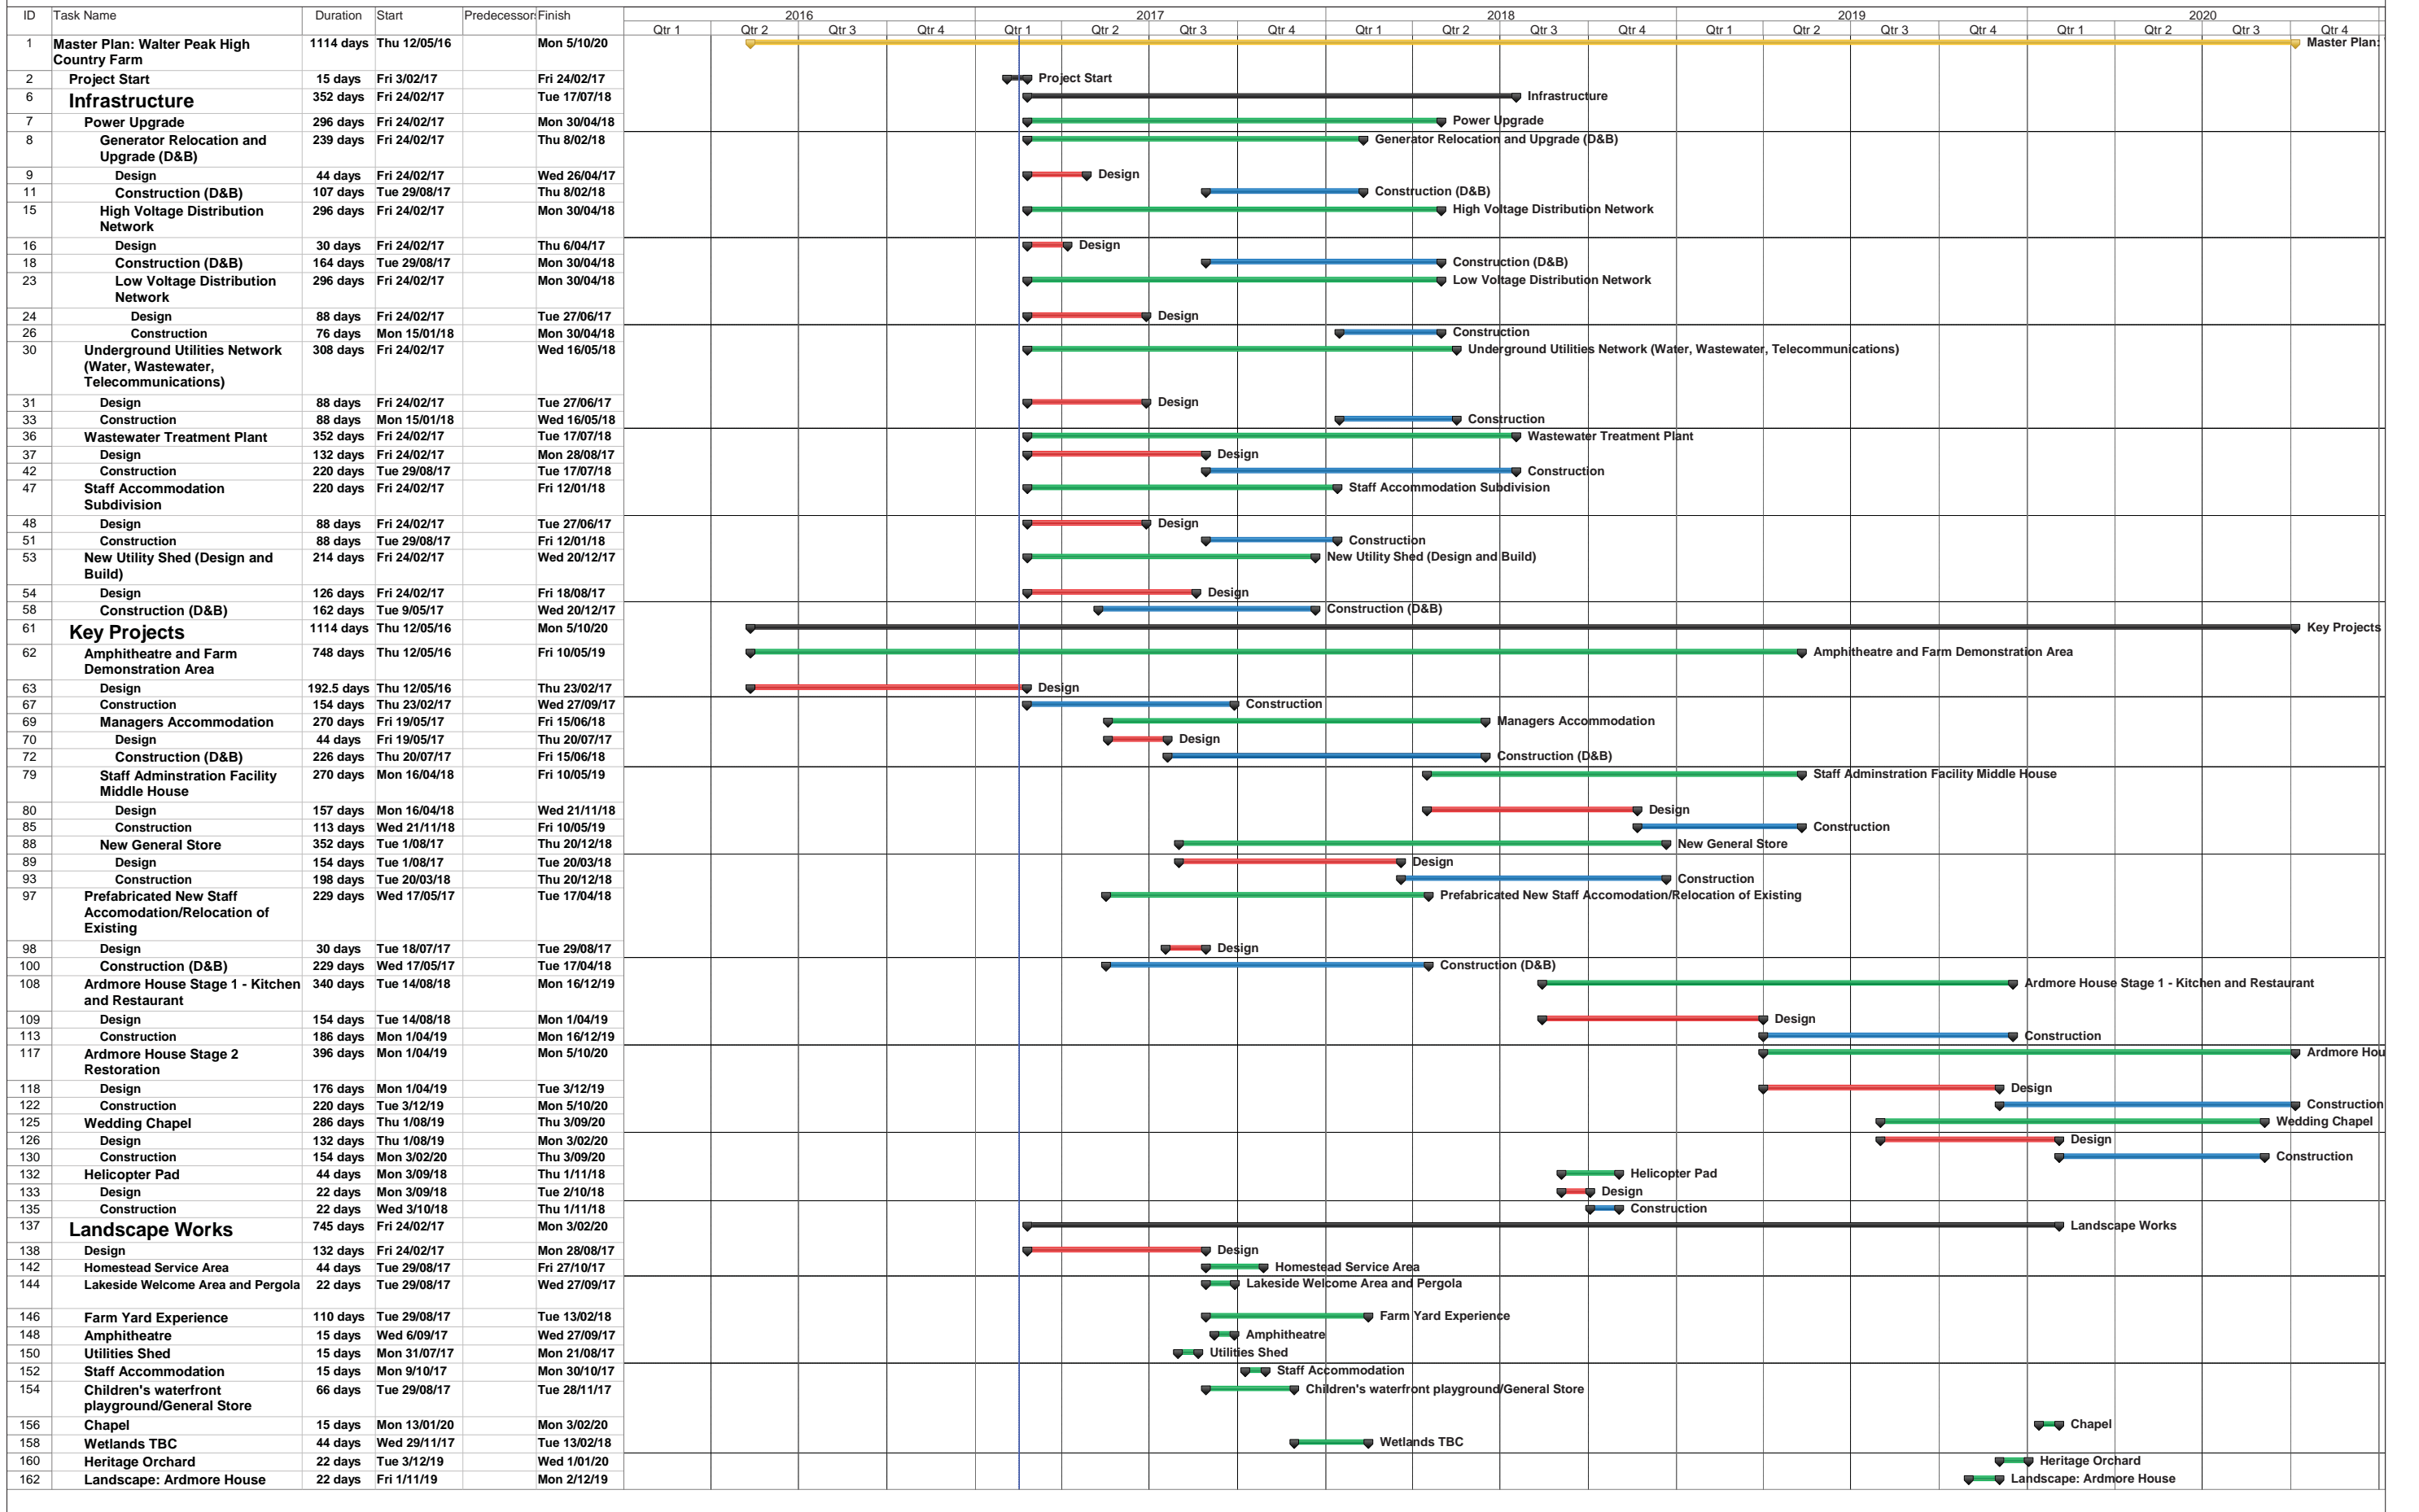 ID Task Name Duration Start Predecessors Finish 2016 2017 2018 2019 2020
Qtr 1 Qtr 2 Qtr 3 Qtr 4 Qtr 1 Qtr 2 Qtr 3 Qtr 4 Qtr 1 Qtr 2 Qtr 3 Qtr 4 Qtr 1 Qtr 2 Qtr 3 Qtr 4 Qtr 1 Qtr 2 Qtr 3 Qtr 4
1 Master Plan: Walter Peak High 1114 days Thu 12/05/16 Mon 5/10/20 Master Plan:
Country Farm
2 Project Start 15 days Fri 3/02/17 Fri 24/02/17 Project Start
6 Infrastructure 352 days Fri 24/02/17 Tue 17/07/18 Infrastructure
7 Power Upgrade 296 days Fri 24/02/17 Mon 30/04/18 Power Upgrade
8 Generator Relocation and 239 days Fri 24/02/17 Thu 8/02/18 Generator Relocation and Upgrade (D&B)
Upgrade (D&B)
9 Design 44 days Fri 24/02/17 Wed 26/04/17 Design
11 Construction (D&B) 107 days Tue 29/08/17 Thu 8/02/18 Construction (D&B)
15 High Voltage Distribution 296 days Fri 24/02/17 Mon 30/04/18 High Voltage Distribution Network
Network
16 Design 30 days Fri 24/02/17 Thu 6/04/17 Design
18 Construction (D&B) 164 days Tue 29/08/17 Mon 30/04/18 Construction (D&B)
23 Low Voltage Distribution 296 days Fri 24/02/17 Mon 30/04/18 Low Voltage Distribution Network
Network
24 Design 88 days Fri 24/02/17 Tue 27/06/17 Design
26 Construction 76 days Mon 15/01/18 Mon 30/04/18 Construction
30 Underground Utilities Network 308 days Fri 24/02/17 Wed 16/05/18 Underground Utilities Network (Water, Wastewater, Telecommunications)
(Water, Wastewater,
Telecommunications)
31 Design 88 days Fri 24/02/17 Tue 27/06/17 Design
33 Construction 88 days Mon 15/01/18 Wed 16/05/18 Construction
36 Wastewater Treatment Plant 352 days Fri 24/02/17 Tue 17/07/18 Wastewater Treatment Plant
37 Design 132 days Fri 24/02/17 Mon 28/08/17 Design
42 Construction 220 days Tue 29/08/17 Tue 17/07/18 Construction
47 Staff Accommodation 220 days Fri 24/02/17 Fri 12/01/18 Staff Accommodation Subdivision
Subdivision
48 Design 88 days Fri 24/02/17 Tue 27/06/17 Design
51 Construction 88 days Tue 29/08/17 Fri 12/01/18 Construction
53 New Utility Shed (Design and 214 days Fri 24/02/17 Wed 20/12/17 New Utility Shed (Design and Build)
Build)
54 Design 126 days Fri 24/02/17 Fri 18/08/17 Design
58 Construction (D&B) 162 days Tue 9/05/17 Wed 20/12/17 Construction (D&B)
61 Key Projects 1114 days Thu 12/05/16 Mon 5/10/20 Key Projects
62 Amphitheatre and Farm 748 days Thu 12/05/16 Fri 10/05/19 Amphitheatre and Farm Demonstration Area
Demonstration Area
63 Design 192.5 days Thu 12/05/16 Thu 23/02/17 Design
67 Construction 154 days Thu 23/02/17 Wed 27/09/17 Construction
69 Managers Accommodation 270 days Fri 19/05/17 Fri 15/06/18 Managers Accommodation
70 Design 44 days Fri 19/05/17 Thu 20/07/17 Design
72 Construction (D&B) 226 days Thu 20/07/17 Fri 15/06/18 Construction (D&B)
79 Staff Adminstration Facility 270 days Mon 16/04/18 Fri 10/05/19 Staff Adminstration Facility Middle House
Middle House
80 Design 157 days Mon 16/04/18 Wed 21/11/18 Design
85 Construction 113 days Wed 21/11/18 Fri 10/05/19 Construction
88 New General Store 352 days Tue 1/08/17 Thu 20/12/18 New General Store
89 Design 154 days Tue 1/08/17 Tue 20/03/18 Design
93 Construction 198 days Tue 20/03/18 Thu 20/12/18 Construction
97 Prefabricated New Staff 229 days Wed 17/05/17 Tue 17/04/18 Prefabricated New Staff Accomodation/Relocation of Existing
Accomodation/Relocation of
Existing
98 Design 30 days Tue 18/07/17 Tue 29/08/17 Design
100 Construction (D&B) 229 days Wed 17/05/17 Tue 17/04/18 Construction (D&B)
108 Ardmore House Stage 1 - Kitchen 340 days Tue 14/08/18 Mon 16/12/19 Ardmore House Stage 1 - Kitchen and Restaurant
and Restaurant
109 Design 154 days Tue 14/08/18 Mon 1/04/19 Design
113 Construction 186 days Mon 1/04/19 Mon 16/12/19 Construction
117 Ardmore House Stage 2 396 days Mon 1/04/19 Mon 5/10/20 Ardmore Hou
Restoration
118 Design 176 days Mon 1/04/19 Tue 3/12/19 Design
122 Construction 220 days Tue 3/12/19 Mon 5/10/20 Construction
125 Wedding Chapel 286 days Thu 1/08/19 Thu 3/09/20 Wedding Chapel
126 Design 132 days Thu 1/08/19 Mon 3/02/20 Design
130 Construction 154 days Mon 3/02/20 Thu 3/09/20 Construction
132 Helicopter Pad 44 days Mon 3/09/18 Thu 1/11/18 Helicopter Pad
133 Design 22 days Mon 3/09/18 Tue 2/10/18 Design
135 Construction 22 days Wed 3/10/18 Thu 1/11/18 Construction
137 Landscape Works 745 days Fri 24/02/17 Mon 3/02/20 Landscape Works
138 Design 132 days Fri 24/02/17 Mon 28/08/17 Design
142 Homestead Service Area 44 days Tue 29/08/17 Fri 27/10/17 Homestead Service Area
144 Lakeside Welcome Area and Pergola 22 days Tue 29/08/17 Wed 27/09/17 Lakeside Welcome Area and Pergola
146 Farm Yard Experience 110 days Tue 29/08/17 Tue 13/02/18 Farm Yard Experience
148 Amphitheatre 15 days Wed 6/09/17 Wed 27/09/17 Amphitheatre
150 Utilities Shed 15 days Mon 31/07/17 Mon 21/08/17 Utilities Shed
152 Staff Accommodation 15 days Mon 9/10/17 Mon 30/10/17 Staff Accommodation
154 Children's waterfront 66 days Tue 29/08/17 Tue 28/11/17 Children's waterfront playground/General Store
playground/General Store
156 Chapel 15 days Mon 13/01/20 Mon 3/02/20 Chapel
158 Wetlands TBC 44 days Wed 29/11/17 Tue 13/02/18 Wetlands TBC
160 Heritage Orchard 22 days Tue 3/12/19 Wed 1/01/20 Heritage Orchard
162 Landscape: Ardmore House 22 days Fri 1/11/19 Mon 2/12/19 Landscape: Ardmore House